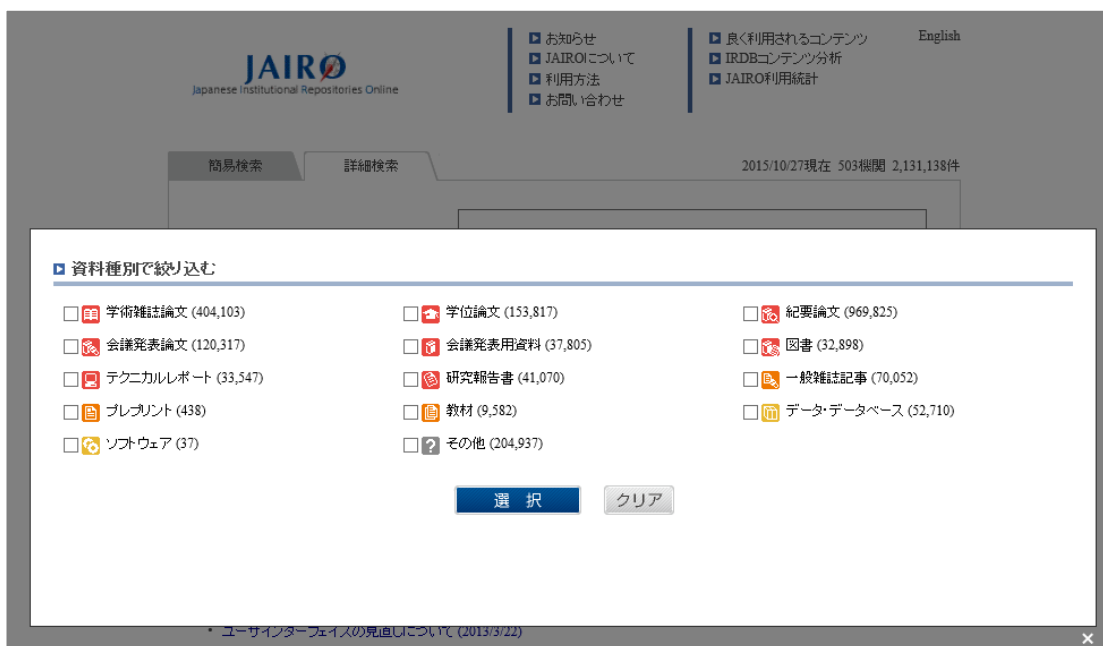 JAIRO
Japanese Institutional Repositories Online
お知らせ
JAIROについて
利用方法
お問い合わせ
良く利用されるコンテンツ
IRDBコンテンツ分析
JAIRO利用統計
English
簡易検索 詳細検索 2015/10/27現在 503機関 2,131,138件
資料種別で絞り込む
学術雑誌論文 (404,103) 学位論文 (153,817) 紀要論文 (969,825)
会議発表論文 (120,317) 会議発表用資料 (37,805) 図書 (32,898)
テクニカルレポート (33,547) 研究報告書 (41,070) 一般雑誌記事 (70,052)
プレプリント (438) 教材 (9,582) データ・データベース (52,710)
ソフトウェア (37) その他 (204,937)
選 択 クリア
ユーザインターフェイスの見直しについて (2013/3/22)